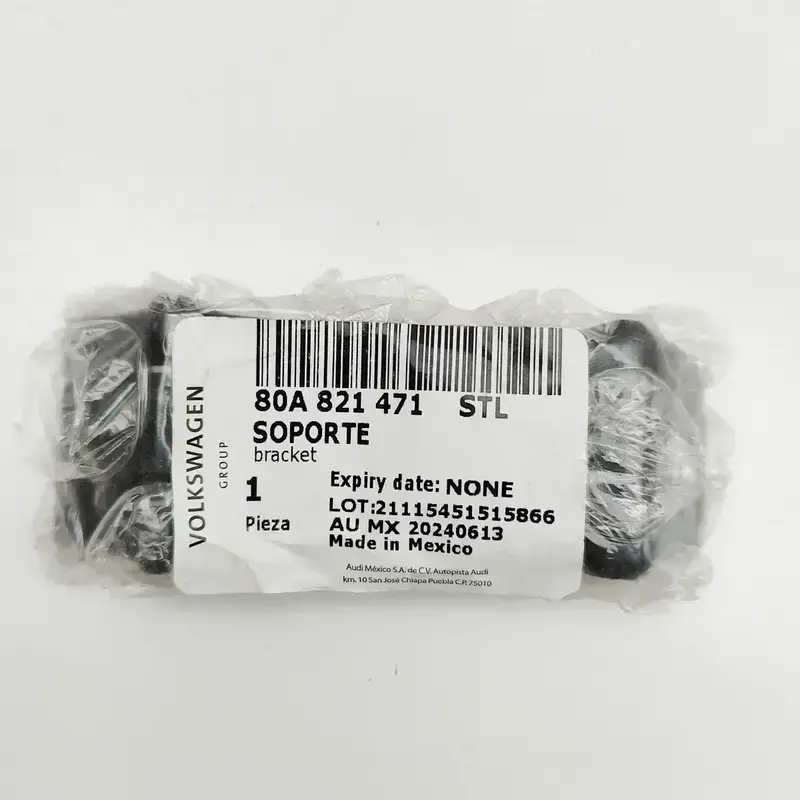 VOLKSWAGEN
GROUP
80A 821 471 STL
SOPORTE
bracket
1
Pieza
Expiry date: NONE
LOT:21115451515866
AU MX 20240613
Made in Mexico
Audi México S.A. de C.V. Autopista Audi
km. 10 San José Chiapa Puebla C.P. 75010